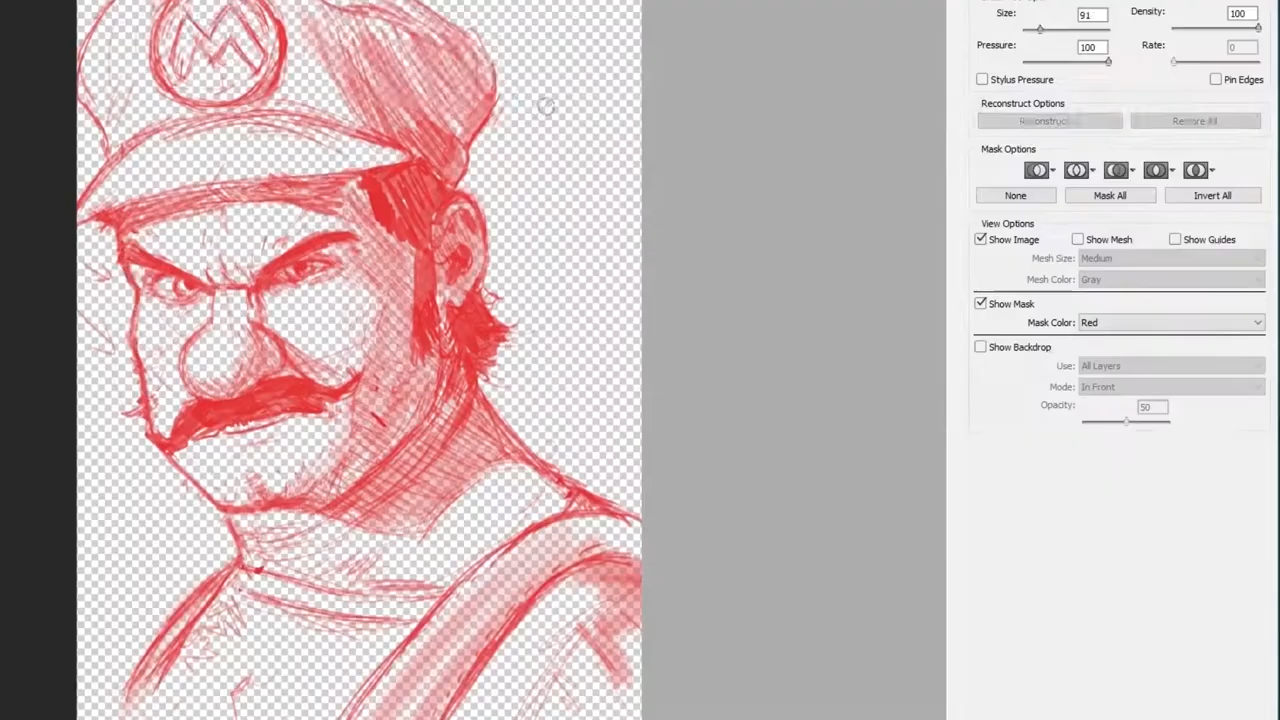 M
Size: 91 Density: 100
Pressure: 100 Rate: 0
Stylus Pressure Pin Edges
Reconstruct Options
Reconstruct... Restore All
Mask Options
None Mask All Invert All
View Options
Show Image Show Mesh Show Guides
Mesh Size: Medium
Mesh Color: Gray
Show Mask
Mask Color: Red
Show Backdrop
Use: All Layers
Mode: In Front
Opacity: 50